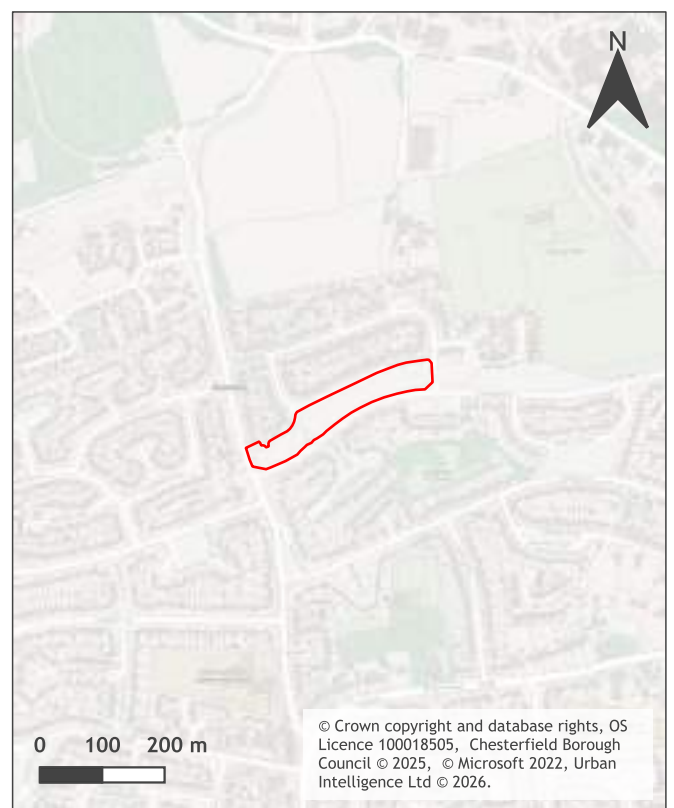 N
0 100 200 m
© Crown copyright and database rights, OS
Licence 100018505, Chesterfield Borough
Council © 2025, © Microsoft 2022, Urban
Intelligence Ltd © 2026.